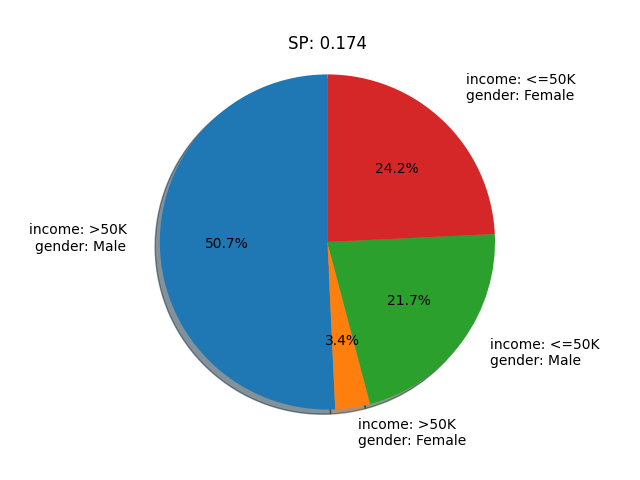 SP: 0.174
income: <=50K
gender: Female
24.2%
income: >50K
gender: Male
50.7%
21.7%
3.4%
income: <=50K
gender: Male
income: >50K
gender: Female